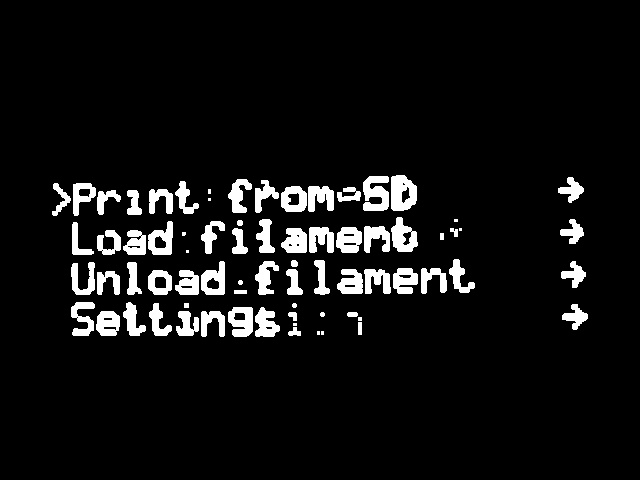 >Print from SD →
Load filament →
Unload filament →
Settings →